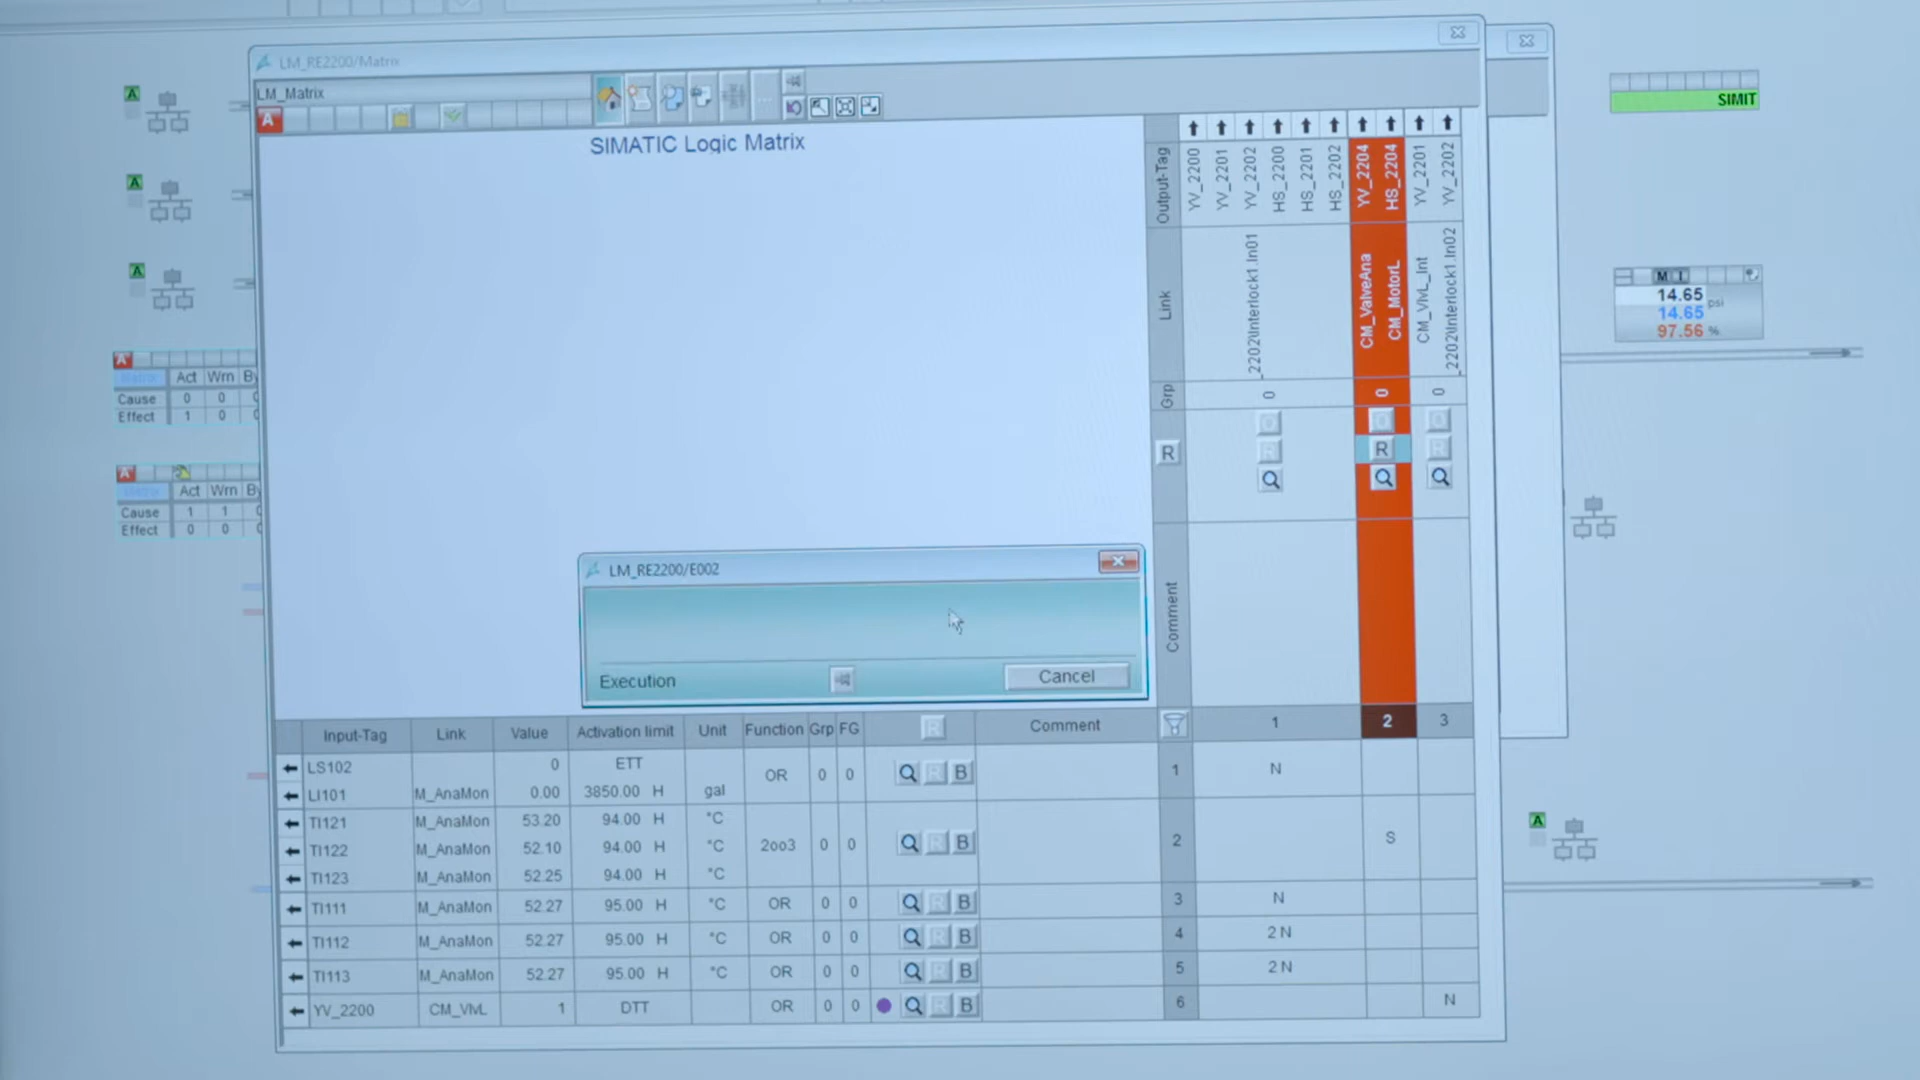 LM_RE2200/Matrix
LM_Matrix
A
SIMATIC Logic Matrix
Output-Tag
YV_2200
YV_2201
YV_2202
HS_2200
HS_2201
HS_2202
YV_2204
HS_2204
YV_2201
YV_2202
Link
_2202\Interlock1.In01
CM_ValveAna
CM_MotorL
CM_VlvL_Int
_2202\Interlock1.In02
Grp
0
0
0
R
R
Comment
LM_RE2200/E002
Execution
Cancel
Input-Tag Link Value Activation limit Unit Function Grp FG R Comment 1 2 3
LS102 0 ETT OR 0 0 R B 1 N
LI101 M_AnaMon 0.00 3850.00 H gal
TI121 M_AnaMon 53.20 94.00 H °C
TI122 M_AnaMon 52.10 94.00 H °C 2oo3 0 0 B 2 S
TI123 M_AnaMon 52.25 94.00 H °C
TI111 M_AnaMon 52.27 95.00 H °C OR 0 0 B 3 N
TI112 M_AnaMon 52.27 95.00 H °C OR 0 0 B 4 2 N
TI113 M_AnaMon 52.27 95.00 H °C OR 0 0 B 5 2 N
YV_2200 CM_VlvL 1 DTT OR 0 0 B 6 N
A
A
A
A
Act Wrn
Cause 0 0
Effect 1 0
A
Act Wrn
Cause 1 1
Effect 0 0
SIMIT
M I
14.65 psi
14.65
97.56 %
A